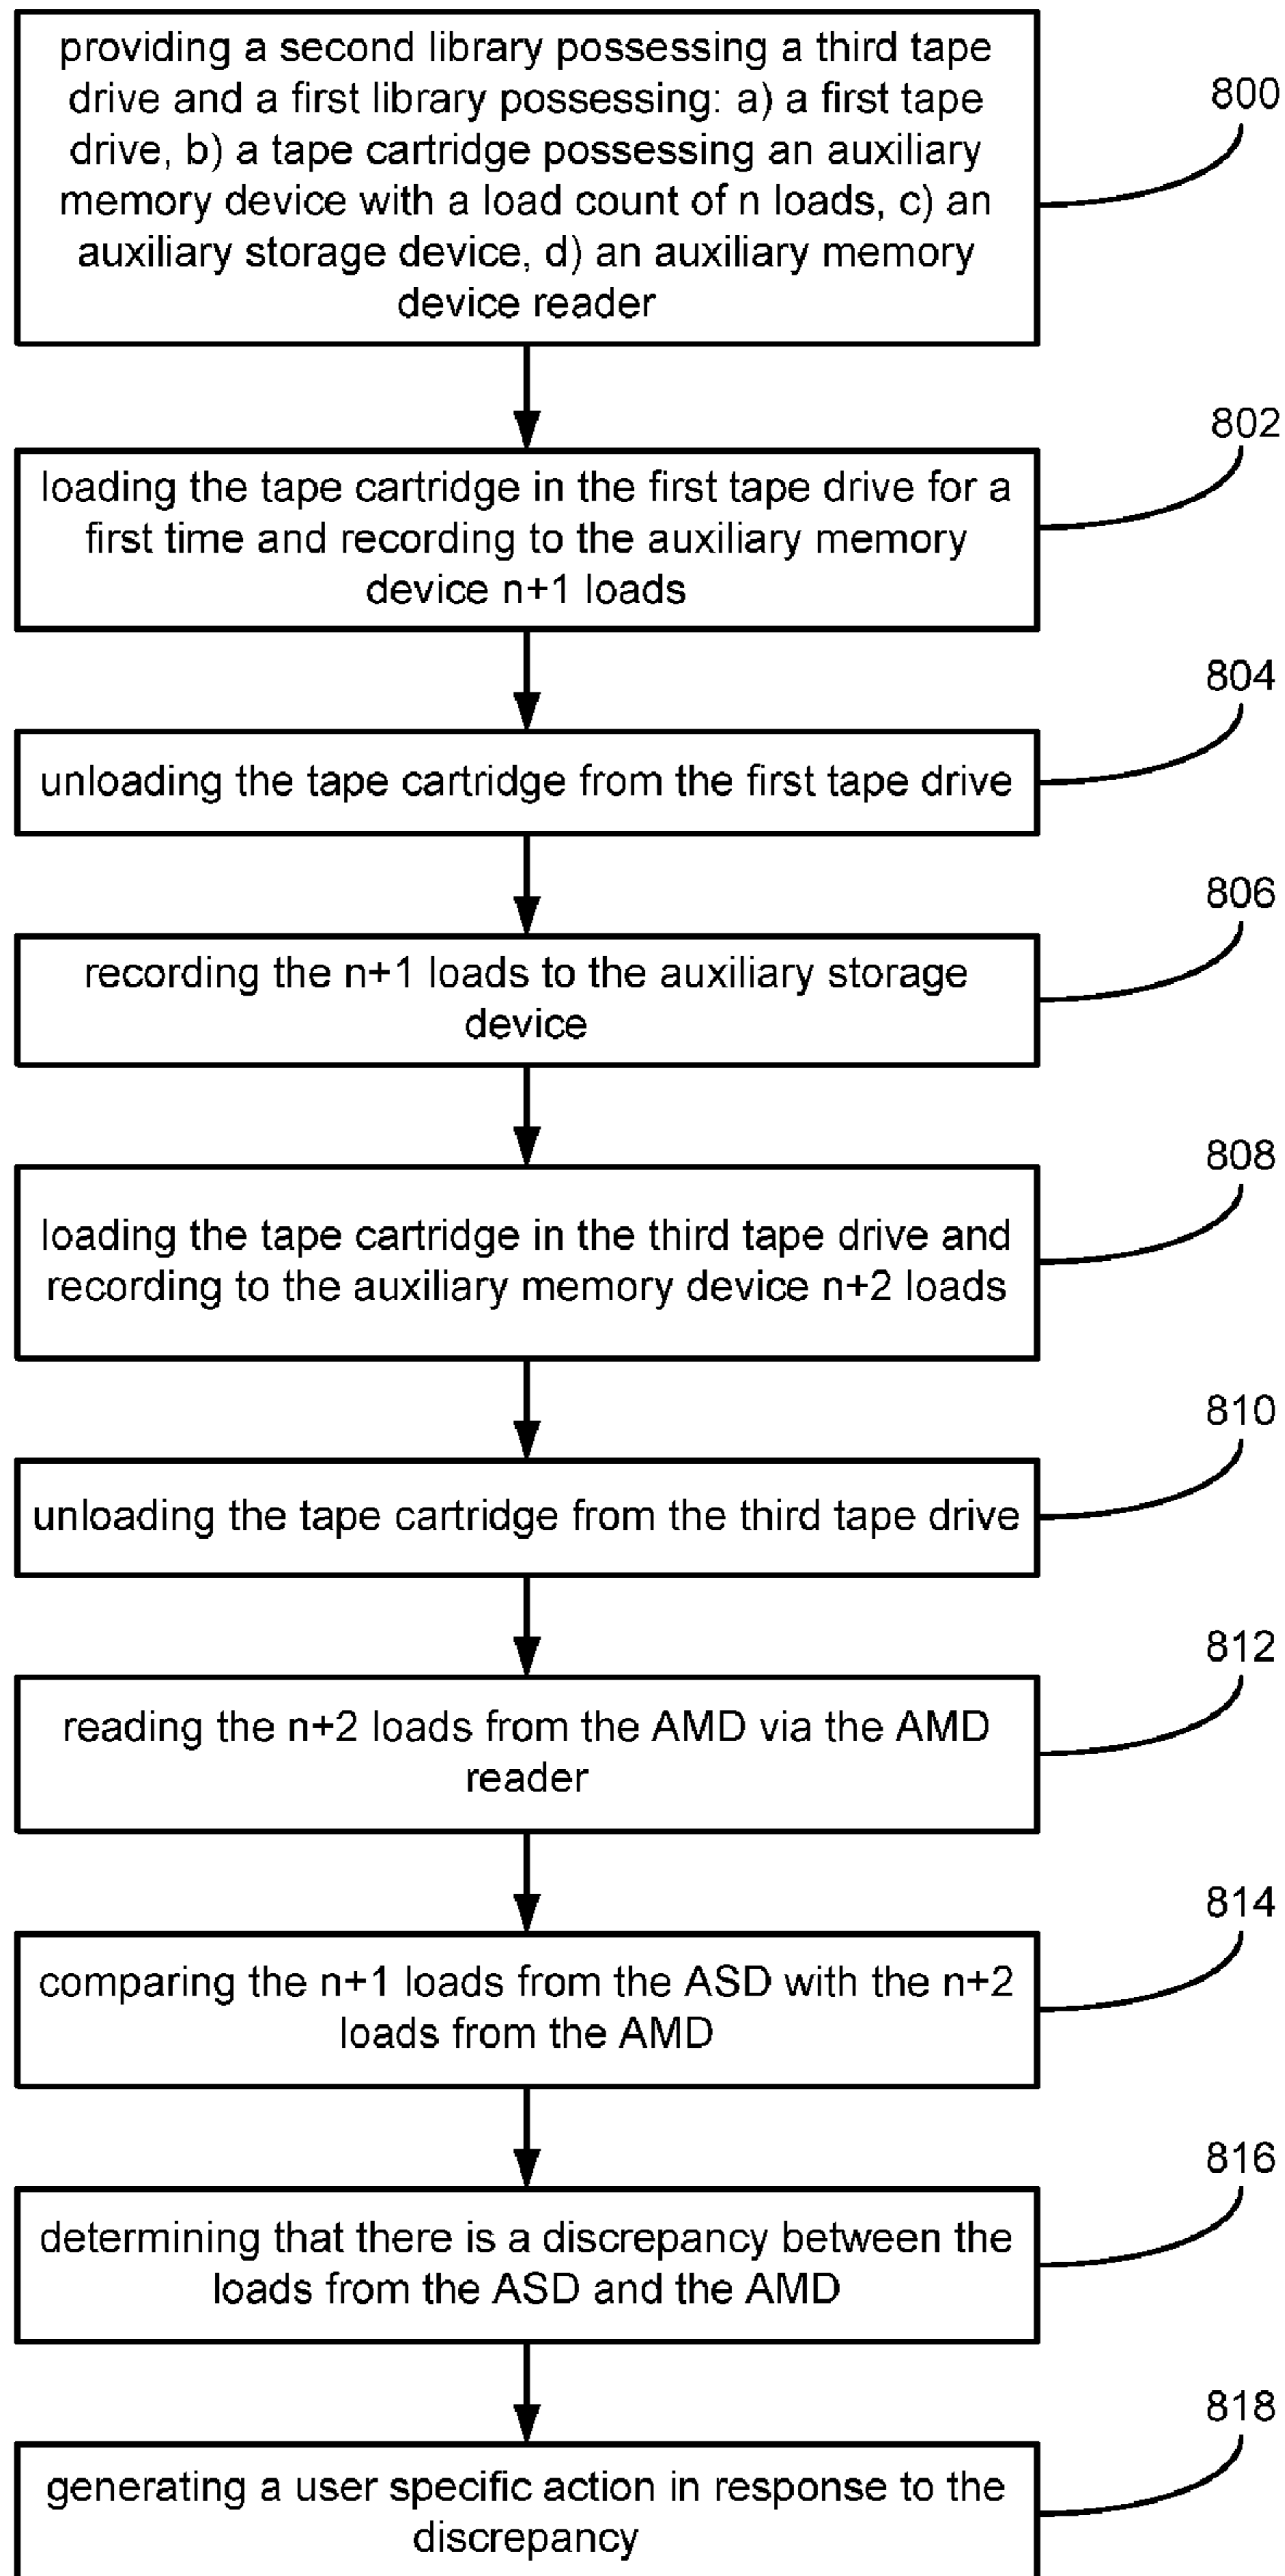 providing a second library possessing a third tape
drive and a first library possessing: a) a first tape
drive, b) a tape cartridge possessing an auxiliary
memory device with a load count of n loads, c) an
auxiliary storage device, d) an auxiliary memory
device reader
800
loading the tape cartridge in the first tape drive for a
first time and recording to the auxiliary memory
device n+1 loads
802
unloading the tape cartridge from the first tape drive
804
recording the n+1 loads to the auxiliary storage
device
806
loading the tape cartridge in the third tape drive and
recording to the auxiliary memory device n+2 loads
808
unloading the tape cartridge from the third tape drive
810
reading the n+2 loads from the AMD via the AMD
reader
812
comparing the n+1 loads from the ASD with the n+2
loads from the AMD
814
determining that there is a discrepancy between the
loads from the ASD and the AMD
816
generating a user specific action in response to the
discrepancy
818